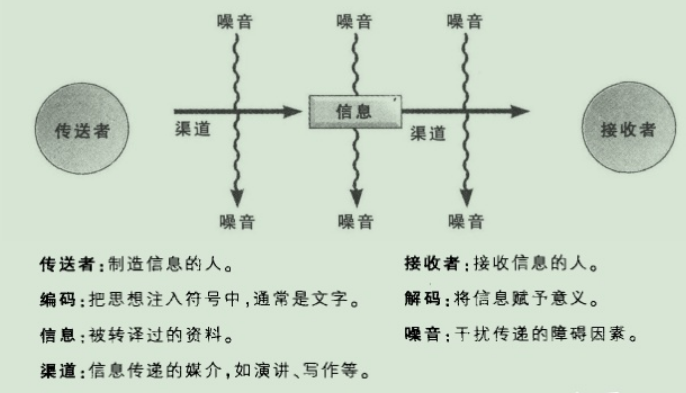 噪音 噪音 噪音
传送者 渠道 信息 渠道 接收者
噪音 噪音 噪音
传送者:制造信息的人。
编码:把思想注入符号中,通常是文字。
信息:被转译过的资料。
渠道:信息传递的媒介,如演讲、写作等。
接收者:接收信息的人。
解码:将信息赋予意义。
噪音:干扰传递的障碍因素。